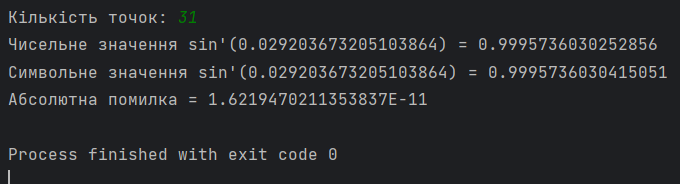 Кількість точок: 31
Чисельне значення sin'(0.029203673205103864) = 0.9995736030252856
Символьне значення sin'(0.029203673205103864) = 0.9995736030415051
Абсолютна помилка = 1.6219470211353837E-11
Process finished with exit code 0